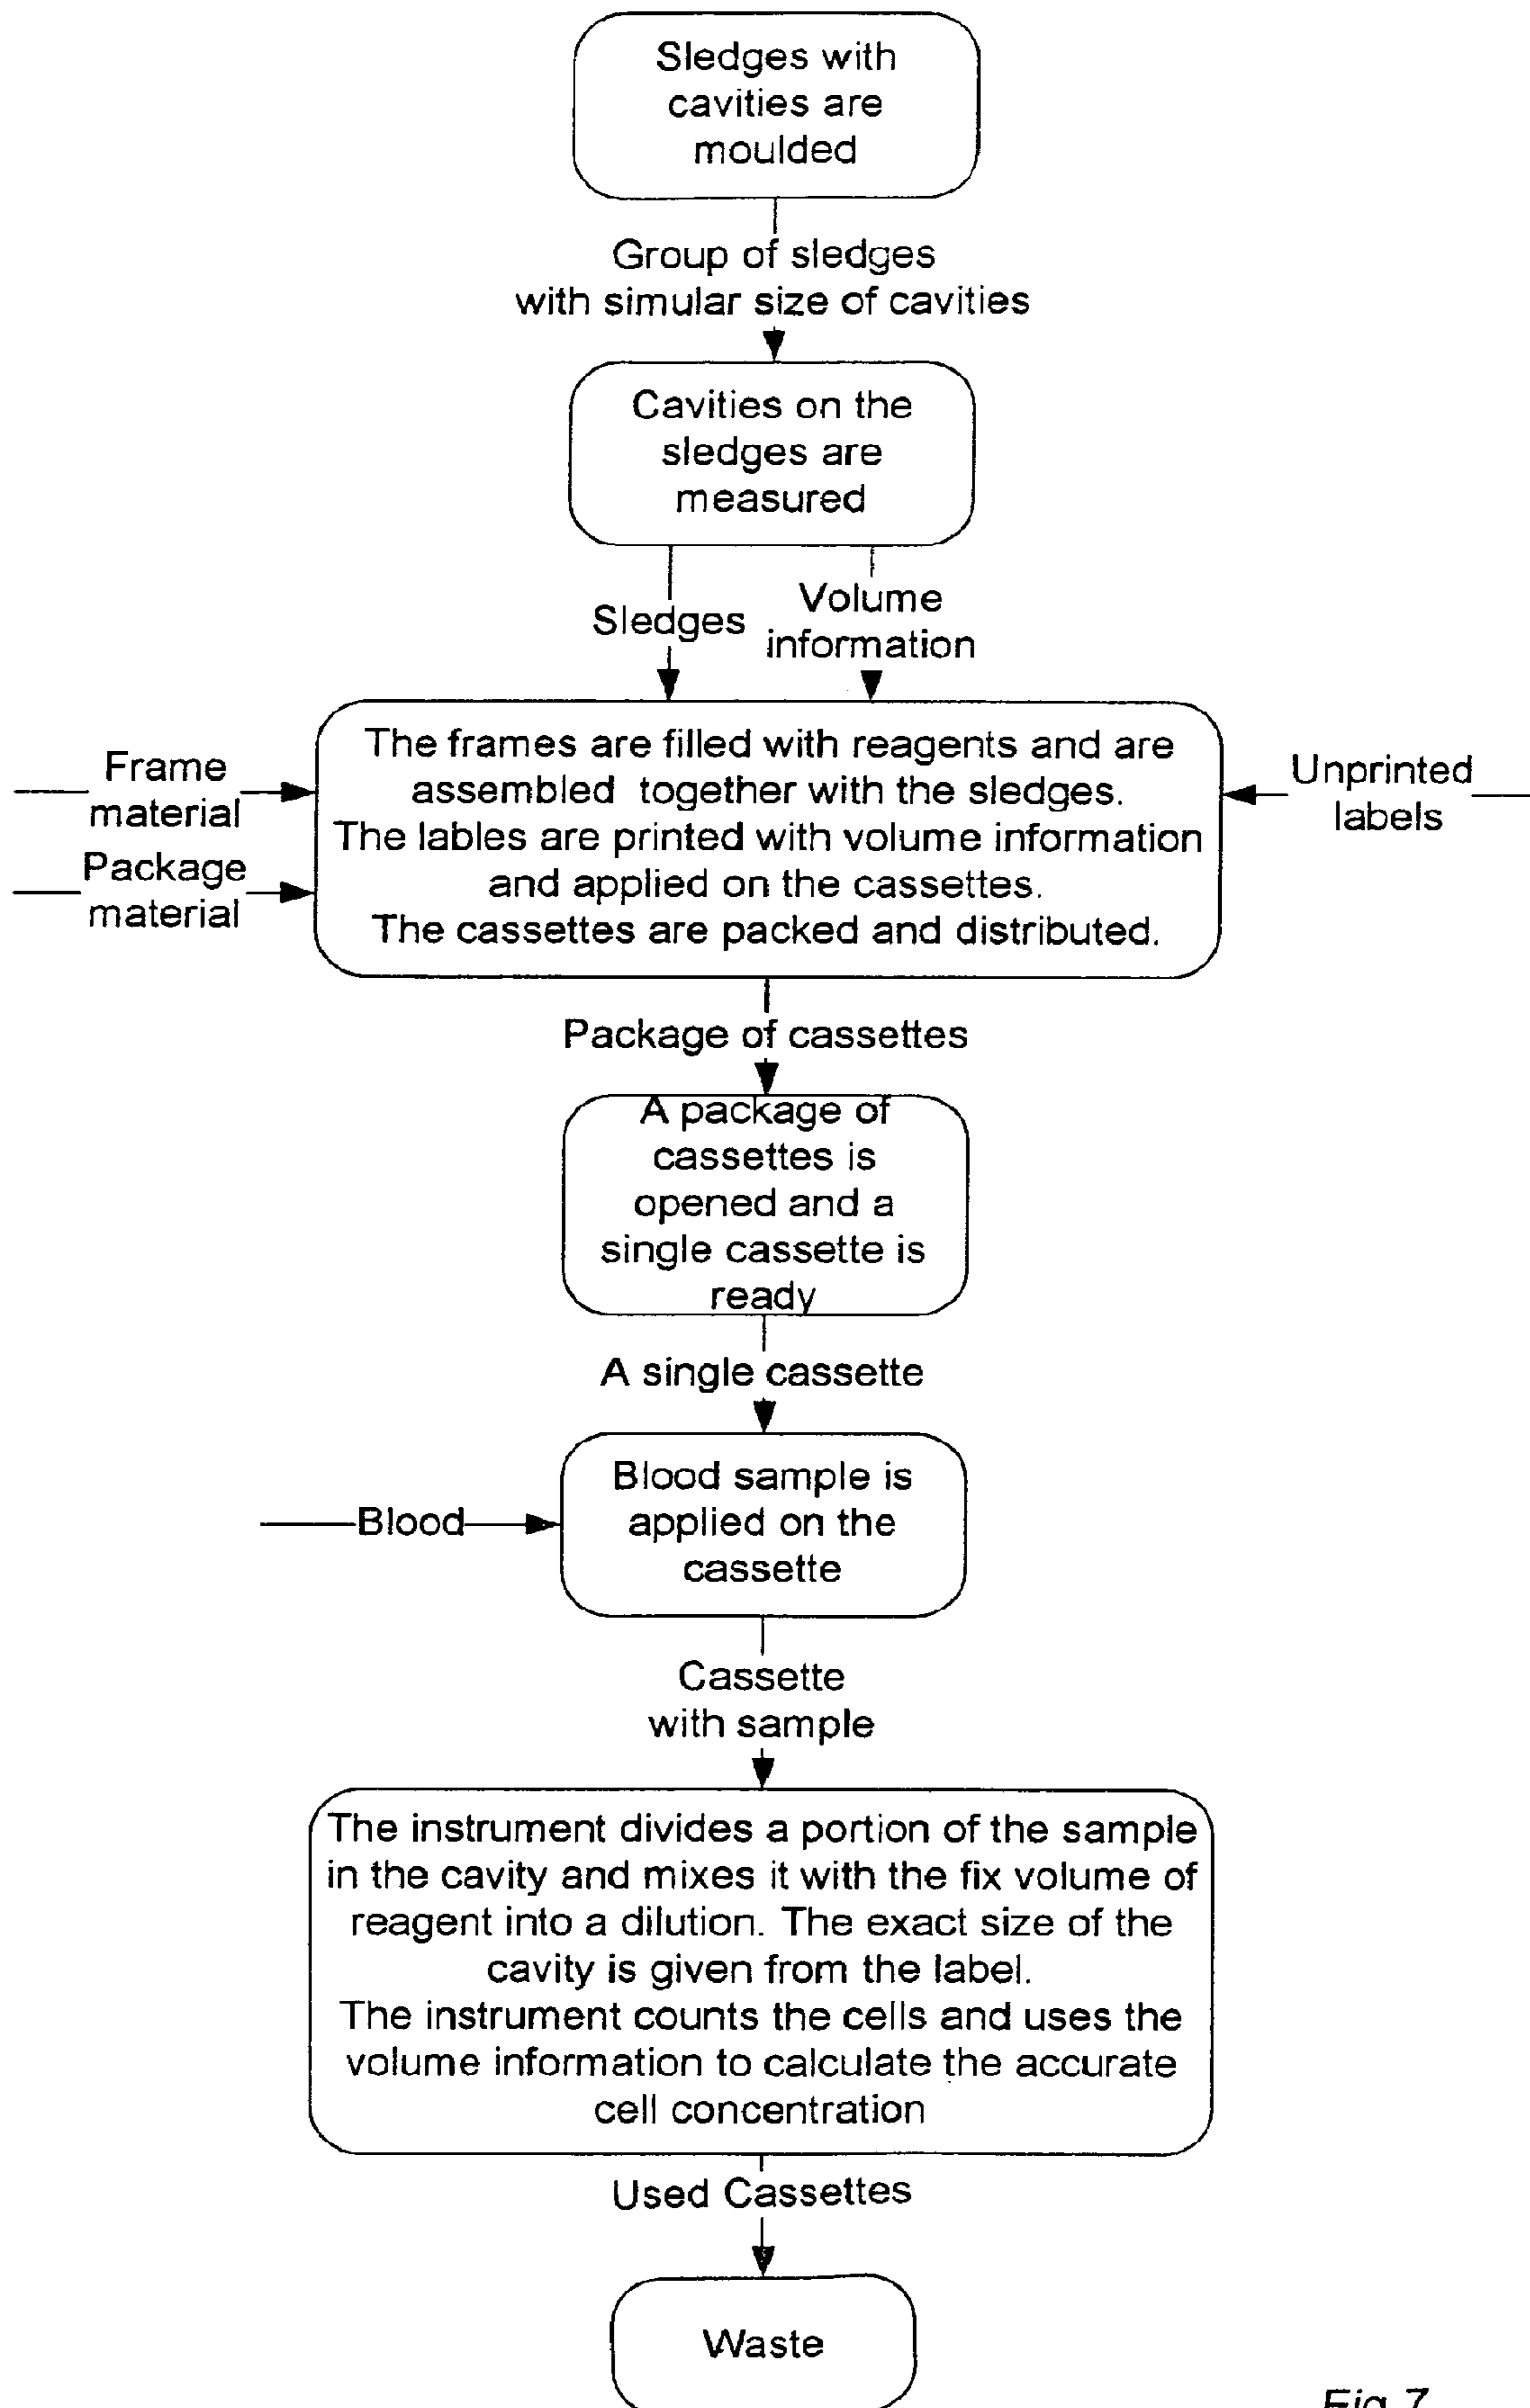 Sledges with
cavities are
moulded
Group of sledges
with simular size of cavities
Cavities on the
sledges are
measured
Sledges
Volume
information
Frame
material
Package
material
The frames are filled with reagents and are
assembled together with the sledges.
The lables are printed with volume information
and applied on the cassettes.
The cassettes are packed and distributed.
Unprinted
labels
Package of cassettes
A package of
cassettes is
opened and a
single cassette is
ready
A single cassette
Blood
Blood sample is
applied on the
cassette
Cassette
with sample
The instrument divides a portion of the sample
in the cavity and mixes it with the fix volume of
reagent into a dilution. The exact size of the
cavity is given from the label.
The instrument counts the cells and uses the
volume information to calculate the accurate
cell concentration
Used Cassettes
Waste
Fig 7